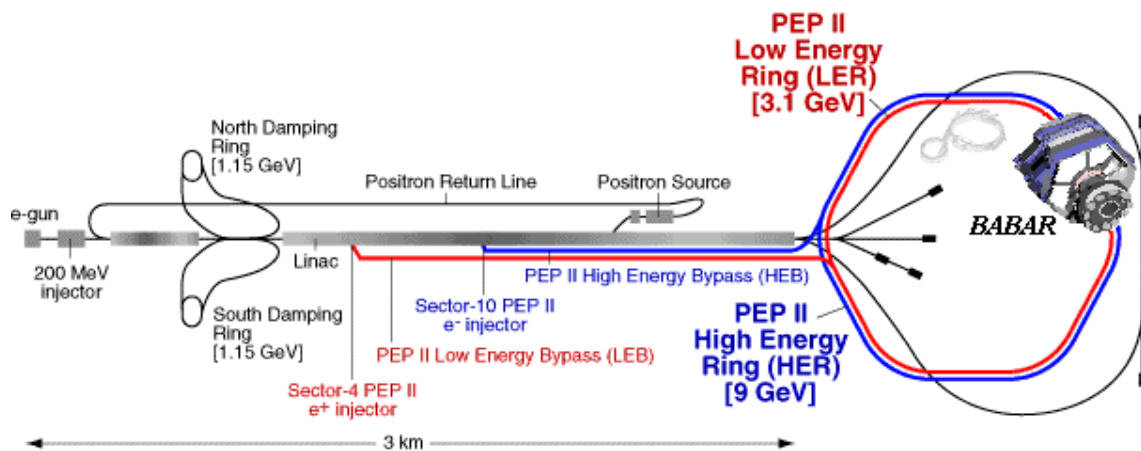 PEP II
Low Energy
Ring (LER)
[3.1 GeV]
North Damping
Ring
[1.15 GeV]
Positron Return Line
Positron Source
e-gun
BABAR
200 MeV
injector
Linac
PEP II High Energy Bypass (HEB)
Sector-10 PEP II
e- injector
South Damping
Ring
[1.15 GeV]
PEP II Low Energy Bypass (LEB)
Sector-4 PEP II
e+ injector
PEP II
High Energy
Ring (HER)
[9 GeV]
3 km